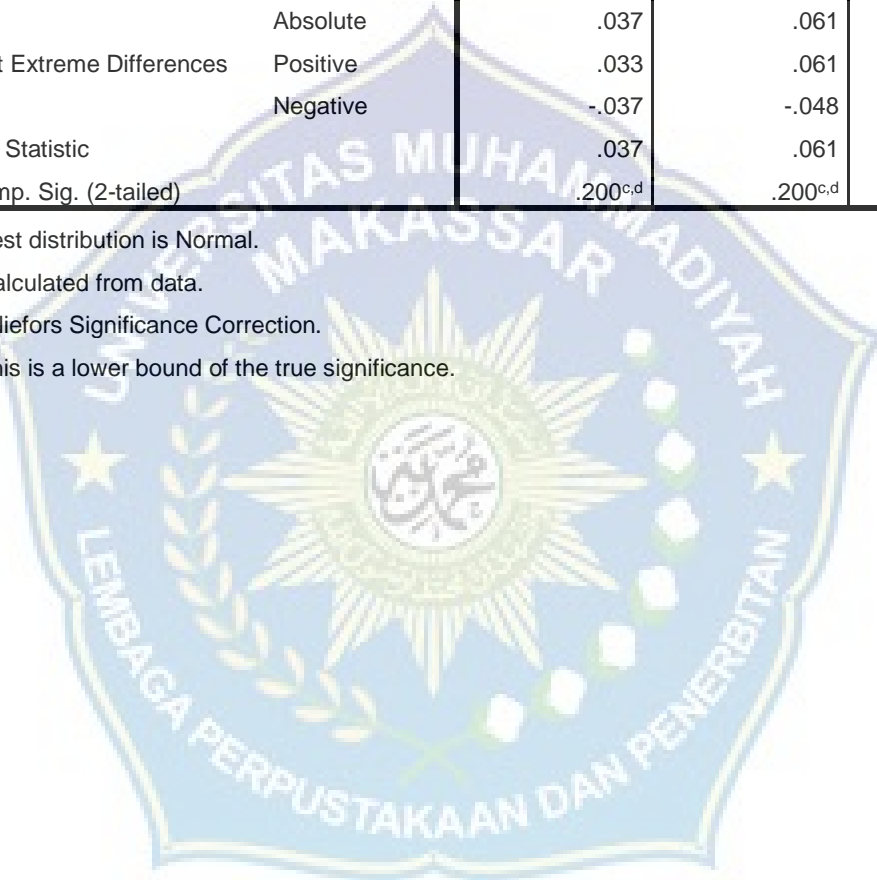 Absolute .037 .061
t Extreme Differences Positive .033 .061
Negative -.037 -.048
Statistic .037 .061
mp. Sig. (2-tailed) .200c,d .200c,d
est distribution is Normal.
alculated from data.
liefors Significance Correction.
his is a lower bound of the true significance.
UNIVERSITAS MUHAMMADIYAH
MAKASSAR
LEMBAGA PERPUSTAKAAN DAN PENERBITAN